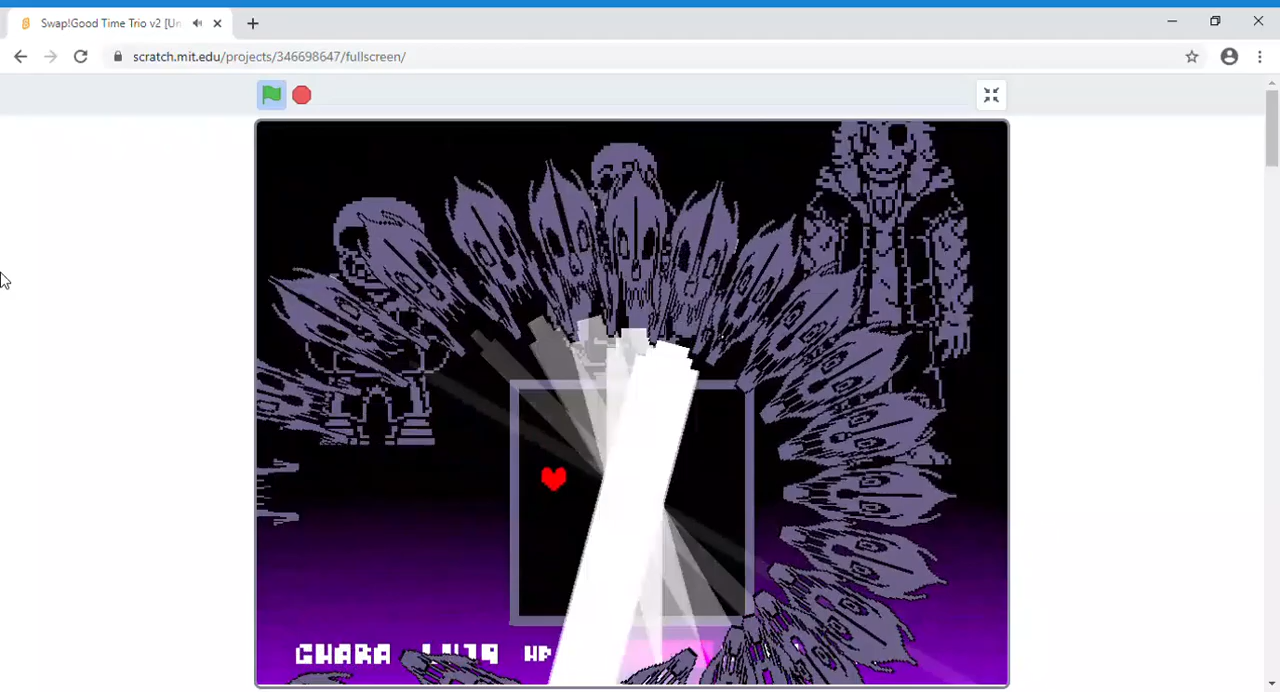 Swap!Good Time Trio v2 [Un
scratch.mit.edu/projects/346698647/fullscreen/
CHARA HP